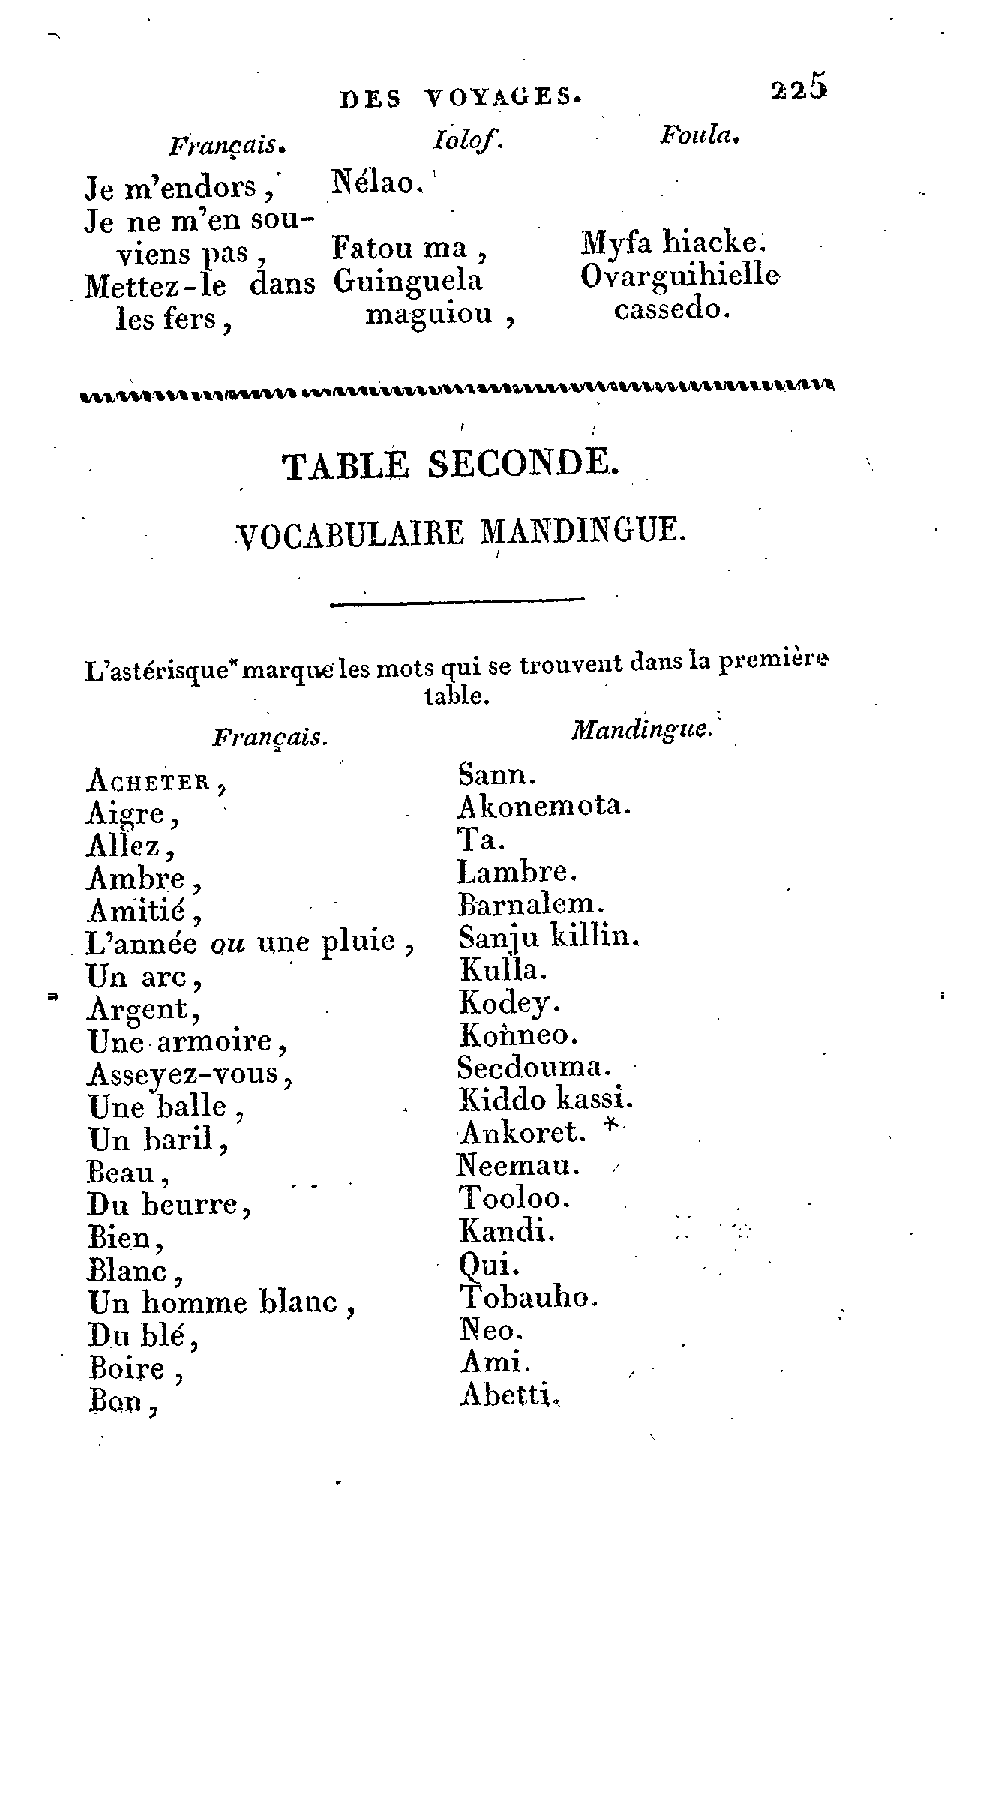 DES VOYAGES. 225
Français. Iolof. Foula.
Je m'endors, Nélao.
Je ne m'en sou-
viens pas, Fatou ma, Myfa hiacke.
Mettez-le dans Guinguela Ovarguihielle
les fers, maguiou, cassedo.
TABLE SECONDE.
VOCABULAIRE MANDINGUE.
L'astérisque* marque les mots qui se trouvent dans la première
table.
Français. Mandingue.
ACHETER, Sann.
Aigre, Akonemota.
Allez, Ta.
Ambre, Lambre.
Amitié, Barnalem.
L'année ou une pluie, Sanju killin.
Un arc, Kulla.
Argent, Kodey.
Une armoire, Konneo.
Asseyez-vous, Secdouma.
Une balle, Kiddo kassi.
Un baril, Ankoret. *
Beau, Neemau.
Du beurre, Tooloo.
Bien, Kandi.
Blanc, Qui.
Un homme blanc, Tobauho.
Du blé, Neo.
Boire, Ami.
Bon, Abetti.